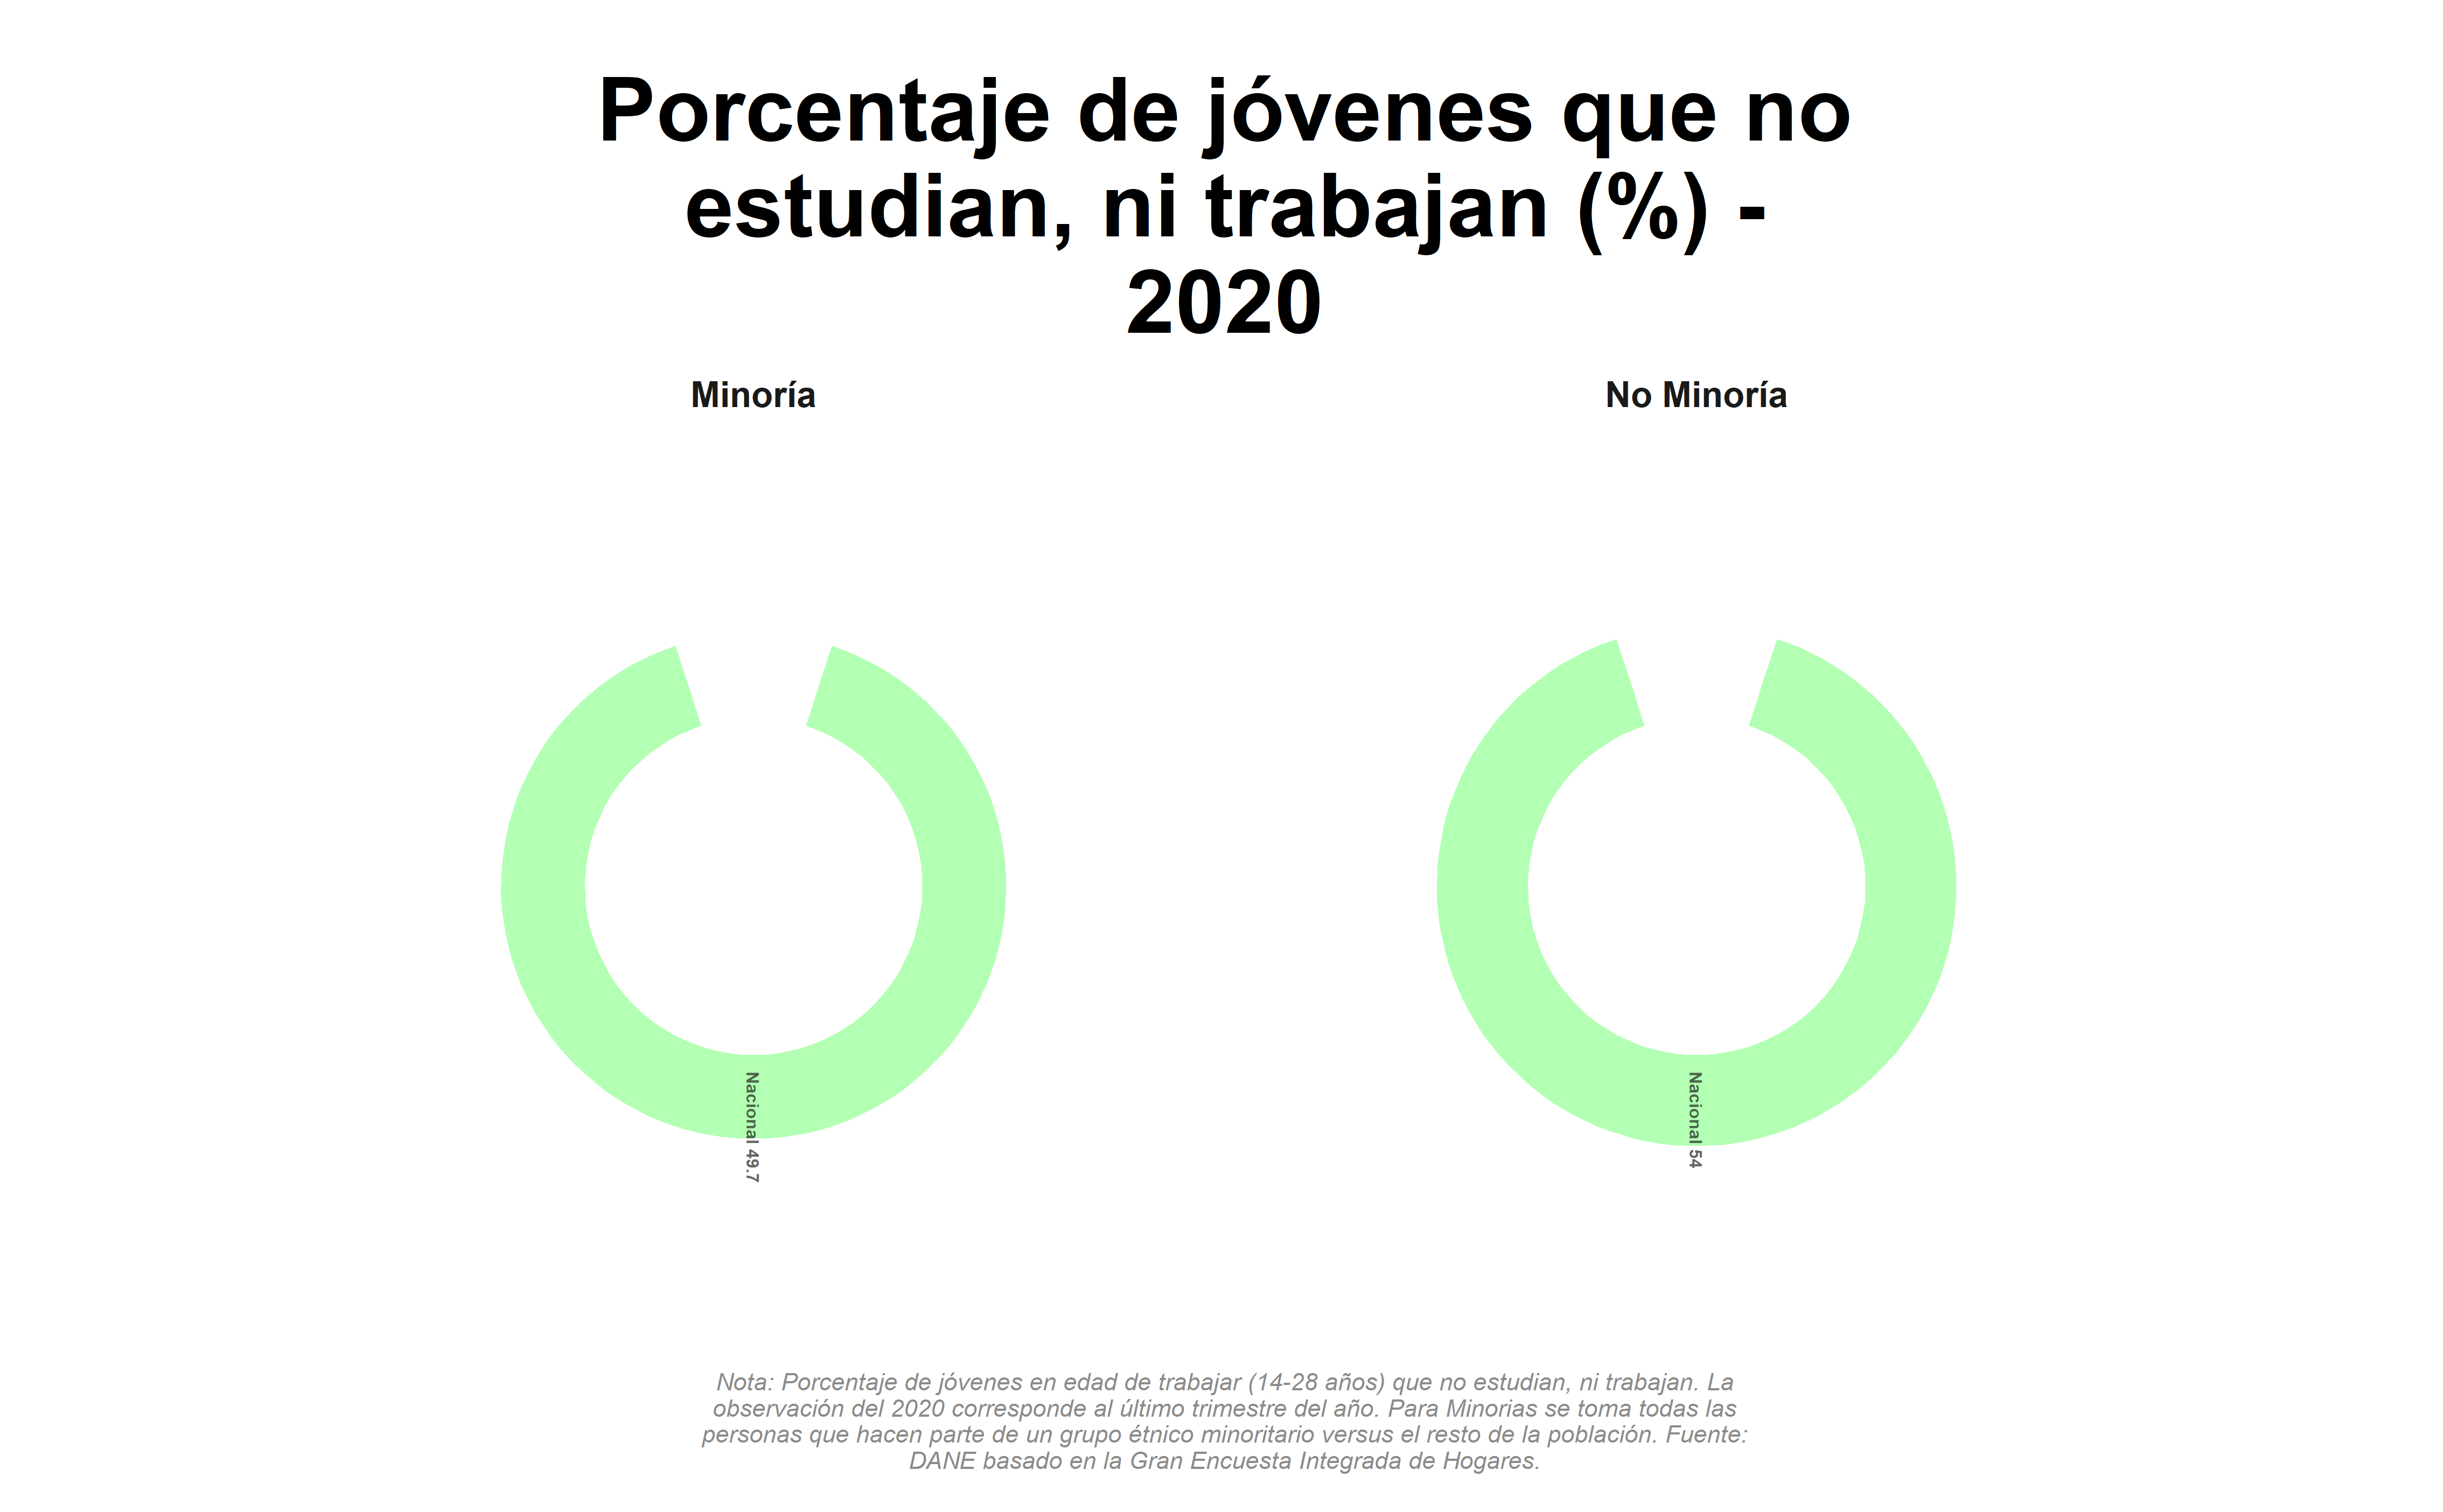 Porcentaje de jóvenes que no
estudian, ni trabajan (%) -
2020
Minoría
No Minoría
Nacional 49.7
Nacional 54
Nota: Porcentaje de jóvenes en edad de trabajar (14-28 años) que no estudian, ni trabajan. La
observación del 2020 corresponde al último trimestre del año. Para Minorias se toma todas las
personas que hacen parte de un grupo étnico minoritario versus el resto de la población. Fuente:
DANE basado en la Gran Encuesta Integrada de Hogares.